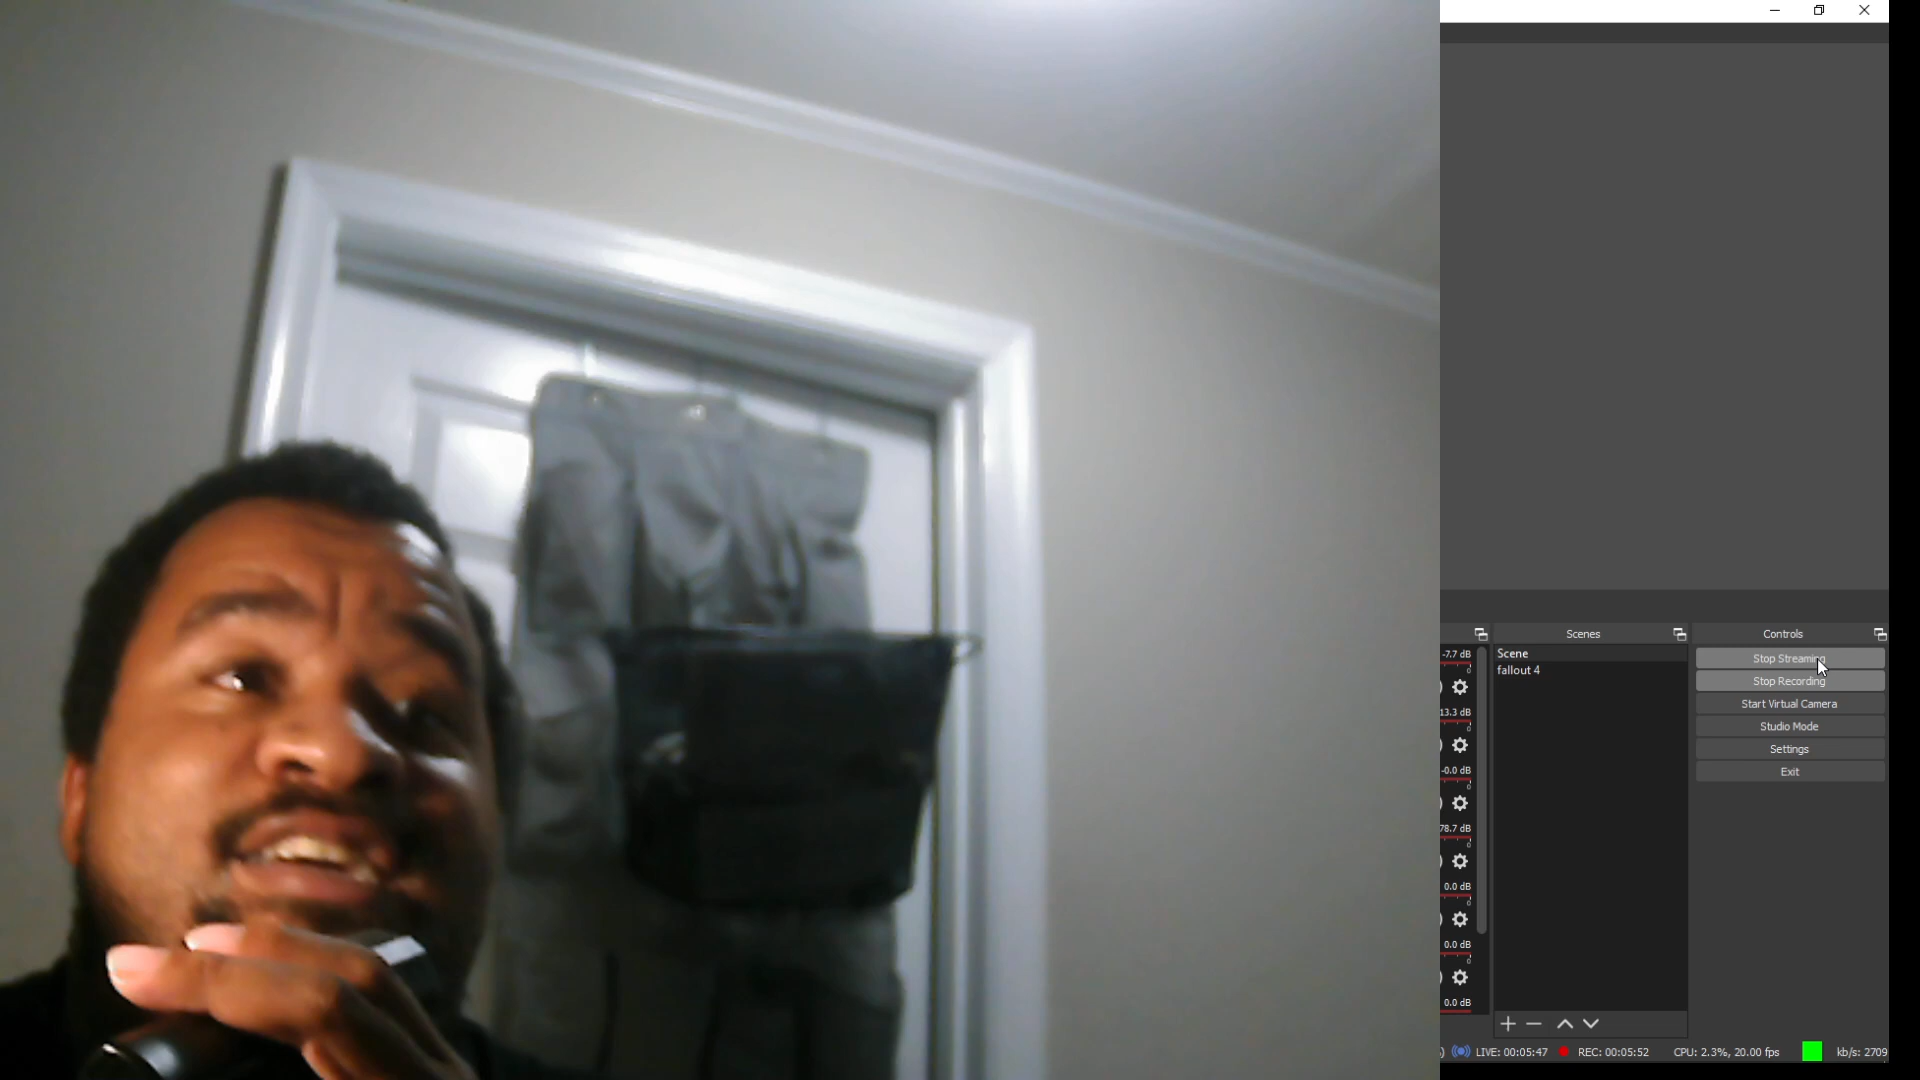 Scenes
Controls
-7.7 dB
Scene
fallout 4
Stop Streaming
Stop Recording
Start Virtual Camera
Studio Mode
Settings
Exit
13.3 dB
-0.0 dB
78.7 dB
0.0 dB
0.0 dB
0.0 dB
LIVE: 00:05:47
REC: 00:05:52
CPU: 2.3%, 20.00 fps
kb/s: 2709